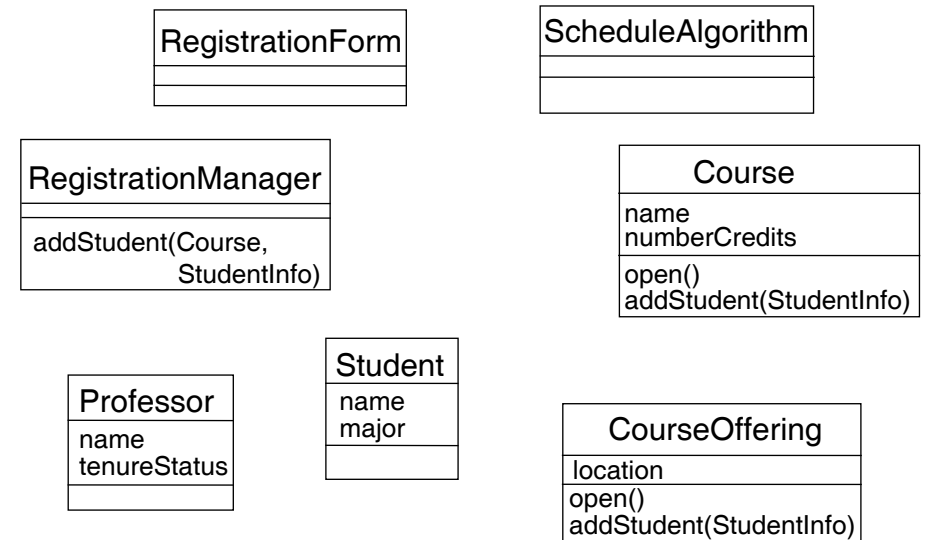 RegistrationForm
ScheduleAlgorithm
RegistrationManager
addStudent(Course,
StudentInfo)
Course
name
numberCredits
open()
addStudent(StudentInfo)
Professor
name
tenureStatus
Student
name
major
CourseOffering
location
open()
addStudent(StudentInfo)